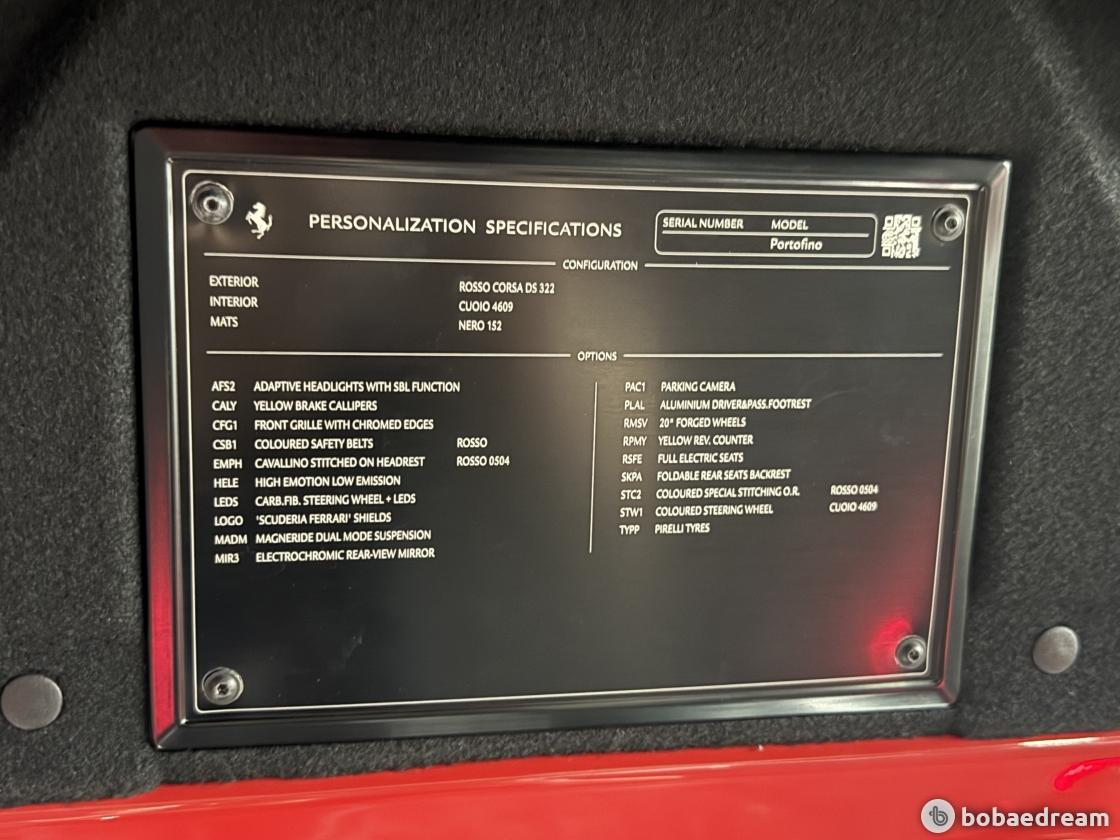 PERSONALIZATION SPECIFICATIONS
SERIAL NUMBER MODEL
Portofino
CONFIGURATION
EXTERIOR ROSSO CORSA DS 322
INTERIOR CUOIO 4609
MATS NERO 152
OPTIONS
AFS2 ADAPTIVE HEADLIGHTS WITH SBL FUNCTION
CALY YELLOW BRAKE CALLIPERS
CFG1 FRONT GRILLE WITH CHROMED EDGES
CSB1 COLOURED SAFETY BELTS ROSSO
EMPH CAVALLINO STITCHED ON HEADREST ROSSO 0504
HELE HIGH EMOTION LOW EMISSION
LEDS CARB.FIB. STEERING WHEEL + LEDS
LOGO 'SCUDERIA FERRARI' SHIELDS
MADM MAGNERIDE DUAL MODE SUSPENSION
MIR3 ELECTROCHROMIC REAR-VIEW MIRROR
PAC1 PARKING CAMERA
PLAL ALUMINIUM DRIVER&PASS.FOOTREST
RMSV 20" FORGED WHEELS
RPMY YELLOW REV. COUNTER
RSFE FULL ELECTRIC SEATS
SKPA FOLDABLE REAR SEATS BACKREST
STC2 COLOURED SPECIAL STITCHING O.R. ROSSO 0504
STW1 COLOURED STEERING WHEEL CUOIO 4609
TYPP PIRELLI TYRES
bobaedream